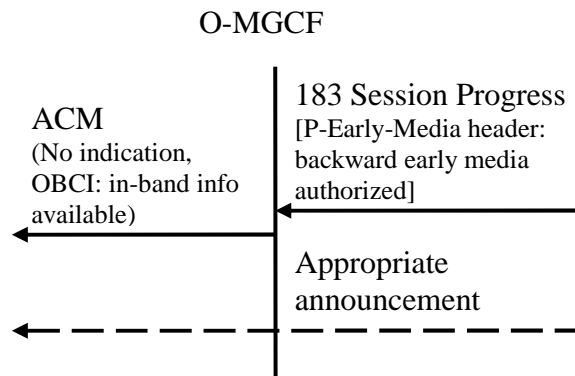 O-MGCF
ACM
(No indication,
OBCI: in-band info
available)
183 Session Progress
[P-Early-Media header:
backward early media
authorized]
Appropriate
announcement